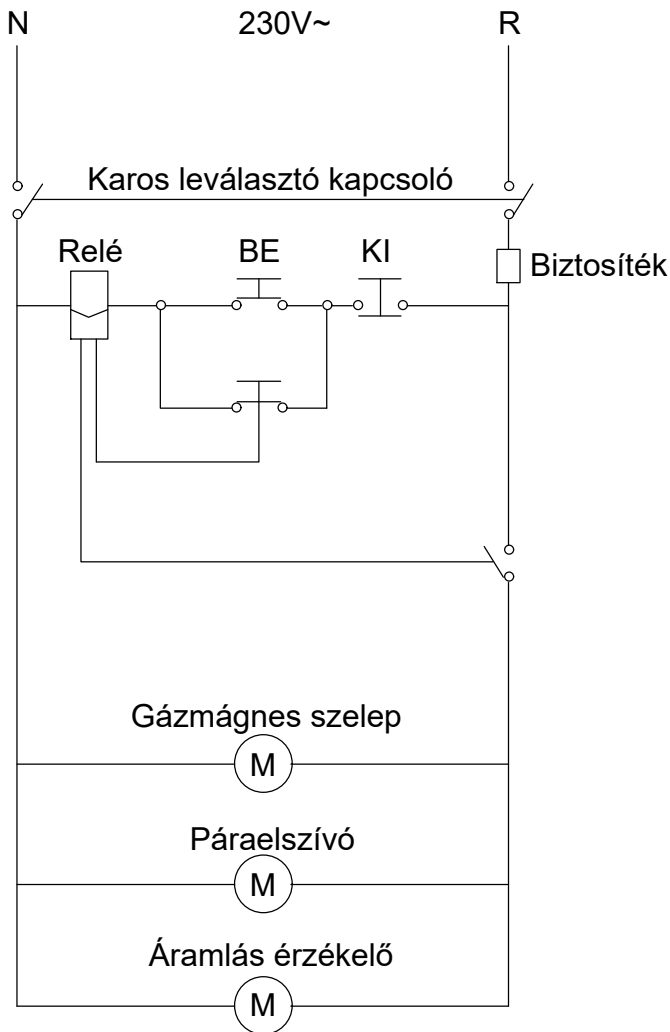 N 230V~ R
Karos leválasztó kapcsoló
Relé BE KI Biztosíték
Gázmágnes szelep
M
Páraelszívó
M
Áramlás érzékelő
M